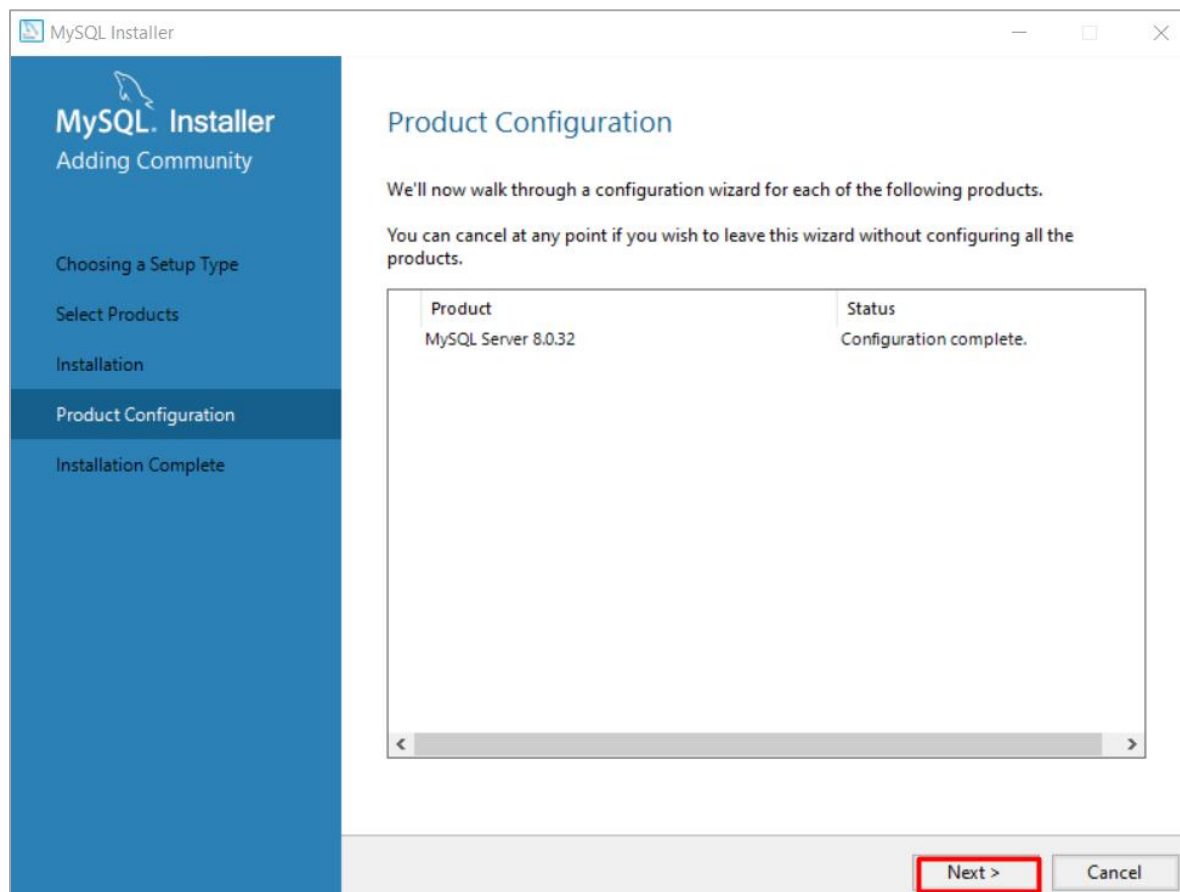 MySQL Installer
MySQL. Installer
Adding Community
Choosing a Setup Type
Select Products
Installation
Product Configuration
Installation Complete
Product Configuration
We'll now walk through a configuration wizard for each of the following products.
You can cancel at any point if you wish to leave this wizard without configuring all the
products.
Product Status
MySQL Server 8.0.32 Configuration complete.
Next > Cancel